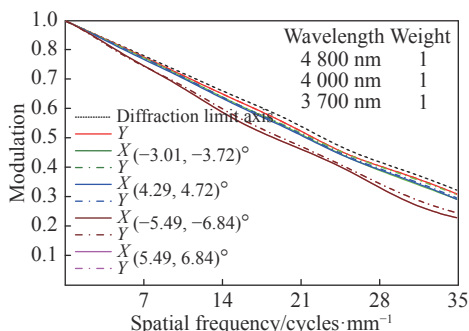 1.0
0.9
0.8
0.7
0.6
0.5
0.4
0.3
0.2
0.1
Modulation
Wavelength Weight
4 800 nm 1
4 000 nm 1
3 700 nm 1
Diffraction limit axis
Y
X (−3.01, −3.72)°
Y
X (4.29, 4.72)°
Y
X (−5.49, −6.84)°
Y
X (5.49, 6.84)°
Y
7 14 21 28 35
Spatial frequency/cycles·mm⁻¹